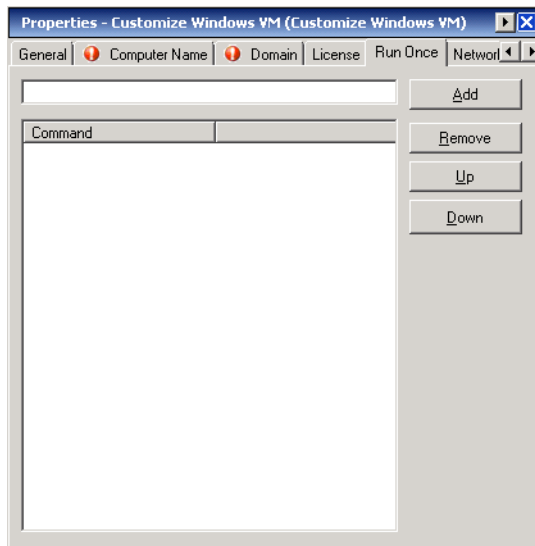 Properties - Customize Windows VM (Customize Windows VM)
General Computer Name Domain License Run Once Network
Add
Command
Remove
Up
Down